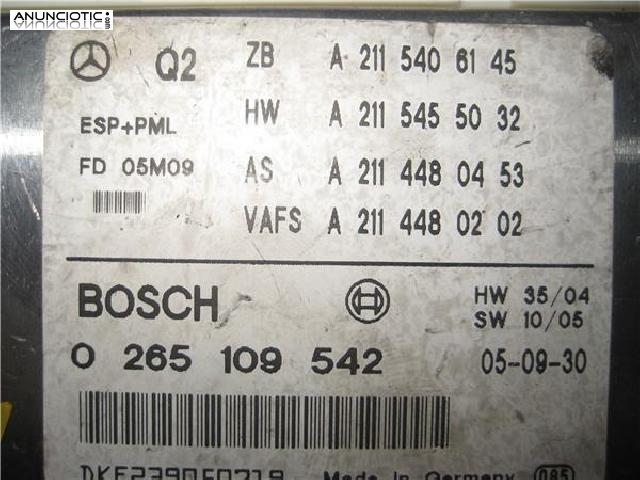 ANUNCIOTIC.com
Q2 ZB A 211 540 61 45
ESP+PML HW A 211 545 50 32
FD 05M09 AS A 211 448 04 53
VAFS A 211 448 02 02
BOSCH HW 35/04
SW 10/05
0 265 109 542 05-09-30
DKF2390F0719 Made in Germany 085